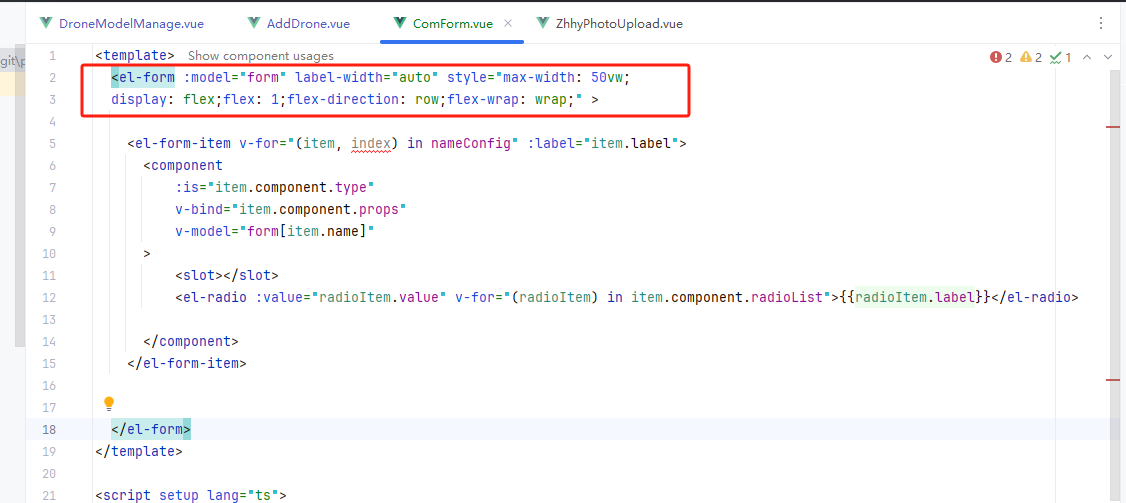 DroneModelManage.vue AddDrone.vue ComForm.vue ZhhyPhotoUpload.vue
git\p
1 <template> Show component usages 2 2 1
2 <el-form :model="form" label-width="auto" style="max-width: 50vw;
3 display: flex;flex: 1;flex-direction: row;flex-wrap: wrap;" >
4
5 <el-form-item v-for="(item, index) in nameConfig" :label="item.label">
6 <component
7 :is="item.component.type"
8 v-bind="item.component.props"
9 v-model="form[item.name]"
10 >
11 <slot></slot>
12 <el-radio :value="radioItem.value" v-for="(radioItem) in item.component.radioList">{{radioItem.label}}</el-radio>
13
14 </component>
15 </el-form-item>
16
17
18 </el-form>
19 </template>
20
21 <script setup lang="ts">